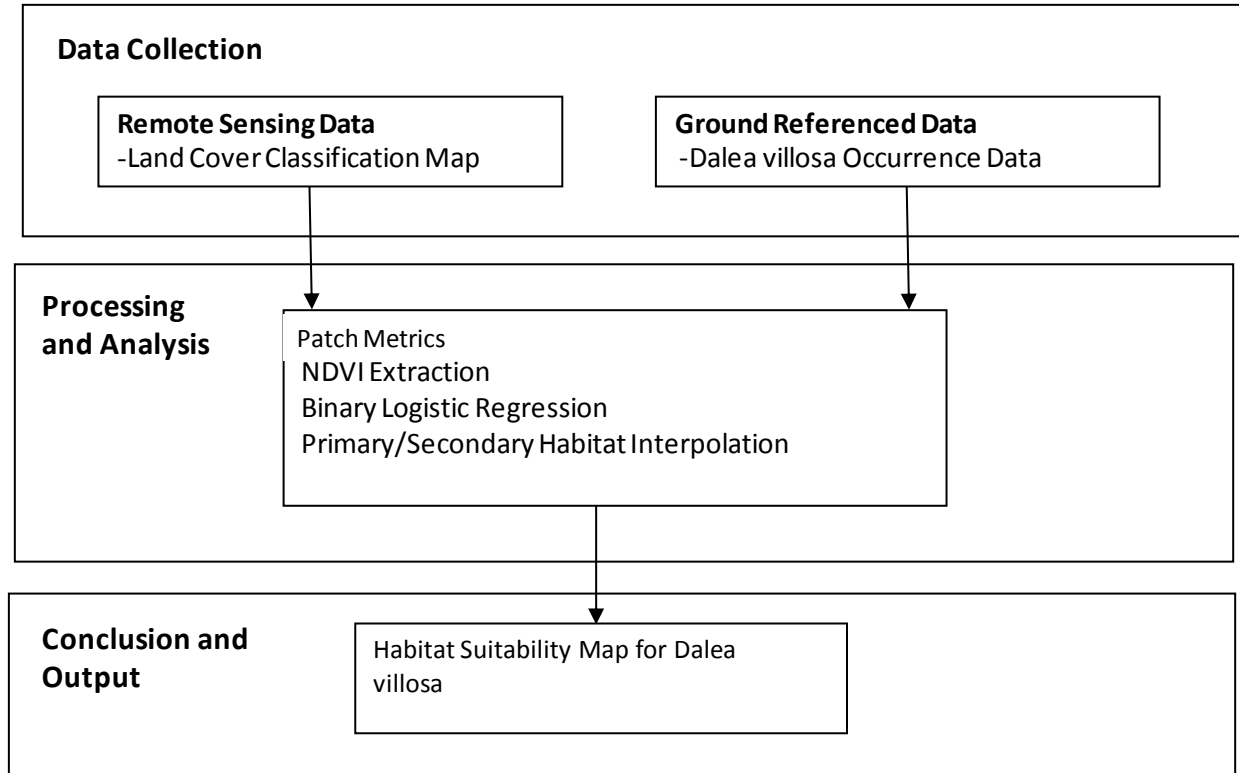 Data Collection
Remote Sensing Data
-Land Cover Classification Map
Ground Referenced Data
-Dalea villosa Occurrence Data
Processing
and Analysis
Patch Metrics
NDVI Extraction
Binary Logistic Regression
Primary/Secondary Habitat Interpolation
Conclusion and
Output
Habitat Suitability Map for Dalea
villosa